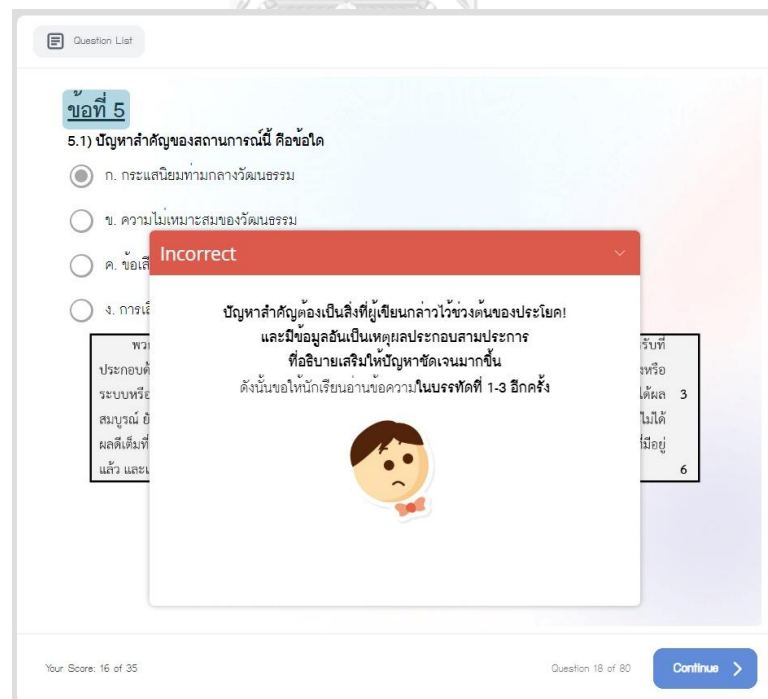 Question List
ข้อที่ 5
5.1) ปัญหาสำคัญของสถานการณ์นี้ คือข้อใด
ก. กระแสนิยมท่ามกลางวัฒนธรรม
ข. ความไม่เหมาะสมของวัฒนธรรม
ค. ข้อเสี
ง. การเลื
Incorrect
ปัญหาสำคัญต้องเป็นสิ่งที่ผู้เขียนกล่าวไว้ช่วงต้นของประโยค!
และมีข้อมูลอันเป็นเหตุผลประกอบสามประการ
ที่อธิบายเสริมให้ปัญหาชัดเจนมากขึ้น
ดังนั้นขอให้นักเรียนอ่านข้อความในบรรทัดที่ 1-3 อีกครั้ง
พว รับที่
ประกอบด้ งหรือ
ระบบหรือ ได้ผล 3
สมบูรณ์ ยั ไม่ได้
ผลดีเต็มที่ ที่มีอยู่
แล้ว และเ 6
Your Score: 16 of 35
Question 18 of 80
Continue